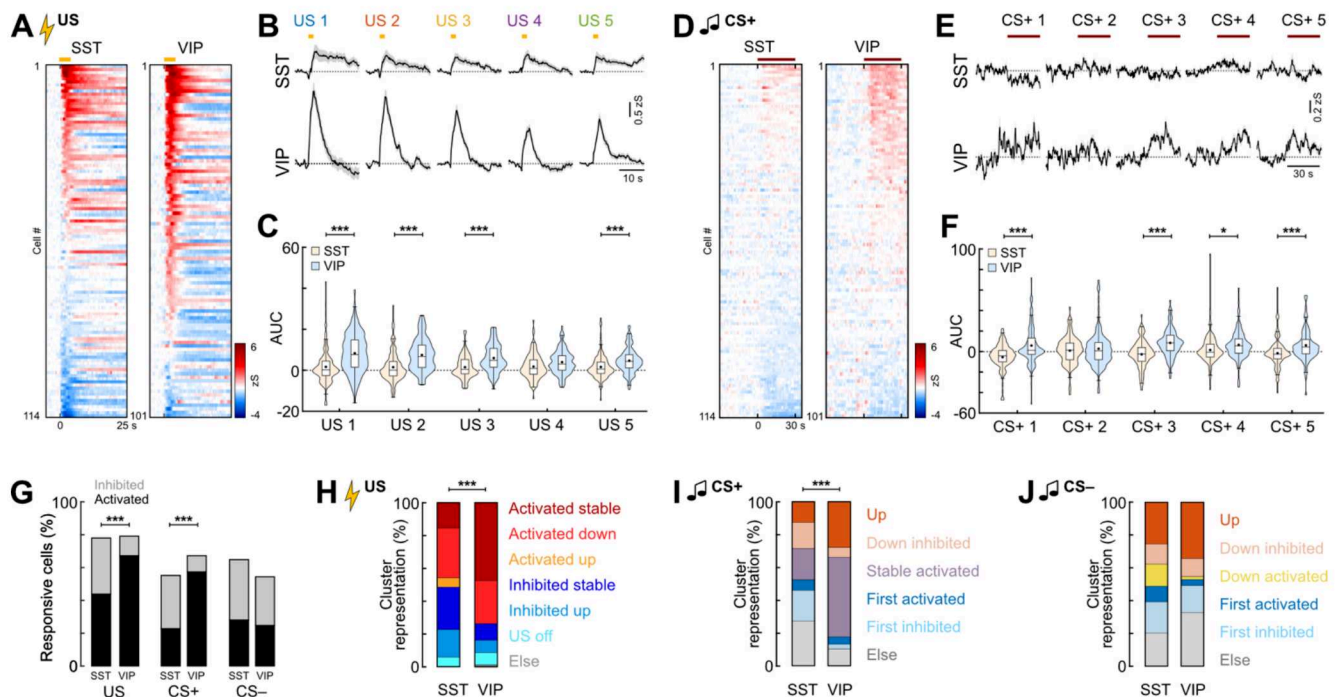 A US
SST VIP
1
Cell #
114
101
0 25 s
6
zS
-4
B US 1 US 2 US 3 US 4 US 5
SST
VIP
0.5 zS
10 s
C
60
SST
VIP
AUC
0
-20
*** *** *** ***
US 1 US 2 US 3 US 4 US 5
D CS+
SST VIP
1
Cell #
114
101
0 30 s
6
zS
-4
E CS+ 1 CS+ 2 CS+ 3 CS+ 4 CS+ 5
SST
VIP
0.2 zS
30 s
F
100
SST
VIP
AUC
0
-60
*** *** * ***
CS+ 1 CS+ 2 CS+ 3 CS+ 4 CS+ 5
G
100
Responsive cells (%)
0
Inhibited
Activated
*** ***
SST VIP SST VIP SST VIP
US CS+ CS–
H US
100
Cluster
representation (%)
0
***
SST VIP
Activated stable
Activated down
Activated up
Inhibited stable
Inhibited up
US off
Else
I CS+
100
Cluster
representation (%)
0
***
SST VIP
Up
Down inhibited
Stable activated
First activated
First inhibited
Else
J CS–
100
Cluster
representation (%)
0
SST VIP
Up
Down inhibited
Down activated
First activated
First inhibited
Else